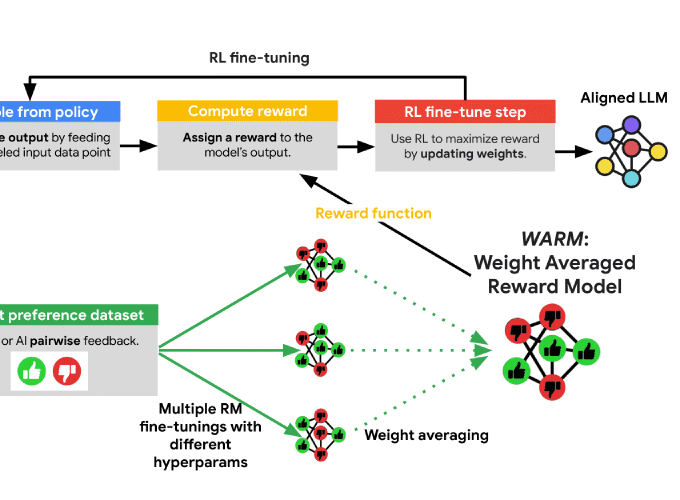 RL fine-tuning
le from policy
e output by feeding
eled input data point
Compute reward
Assign a reward to the
model's output.
RL fine-tune step
Use RL to maximize reward
by updating weights.
Aligned LLM
Reward function
WARM:
Weight Averaged
Reward Model
t preference dataset
or AI pairwise feedback.
Multiple RM
fine-tunings with
different
hyperparams
Weight averaging